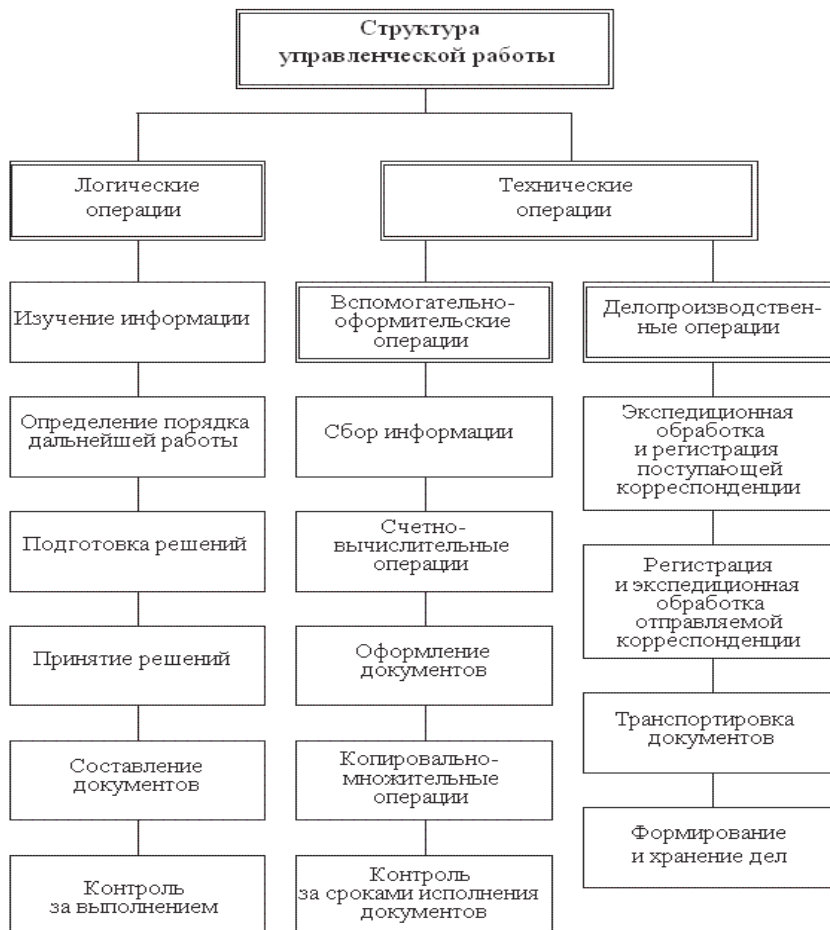 Структура
управленческой работы
Логические
операции
Технические
операции
Изучение информации
Вспомогательно-
оформительские
операции
Делопроизводствен-
ные операции
Определение порядка
дальнейшей работы
Сбор информации
Экспедиционная
обработка
и регистрация
поступающей
корреспонденции
Подготовка решений
Счетно-
вычислительные
операции
Регистрация
и экспедиционная
обработка
отправляемой
корреспонденции
Принятие решений
Оформление
документов
Транспортировка
документов
Составление
документов
Копировально-
множительные
операции
Формирование
и хранение дел
Контроль
за выполнением
Контроль
за сроками исполнения
документов